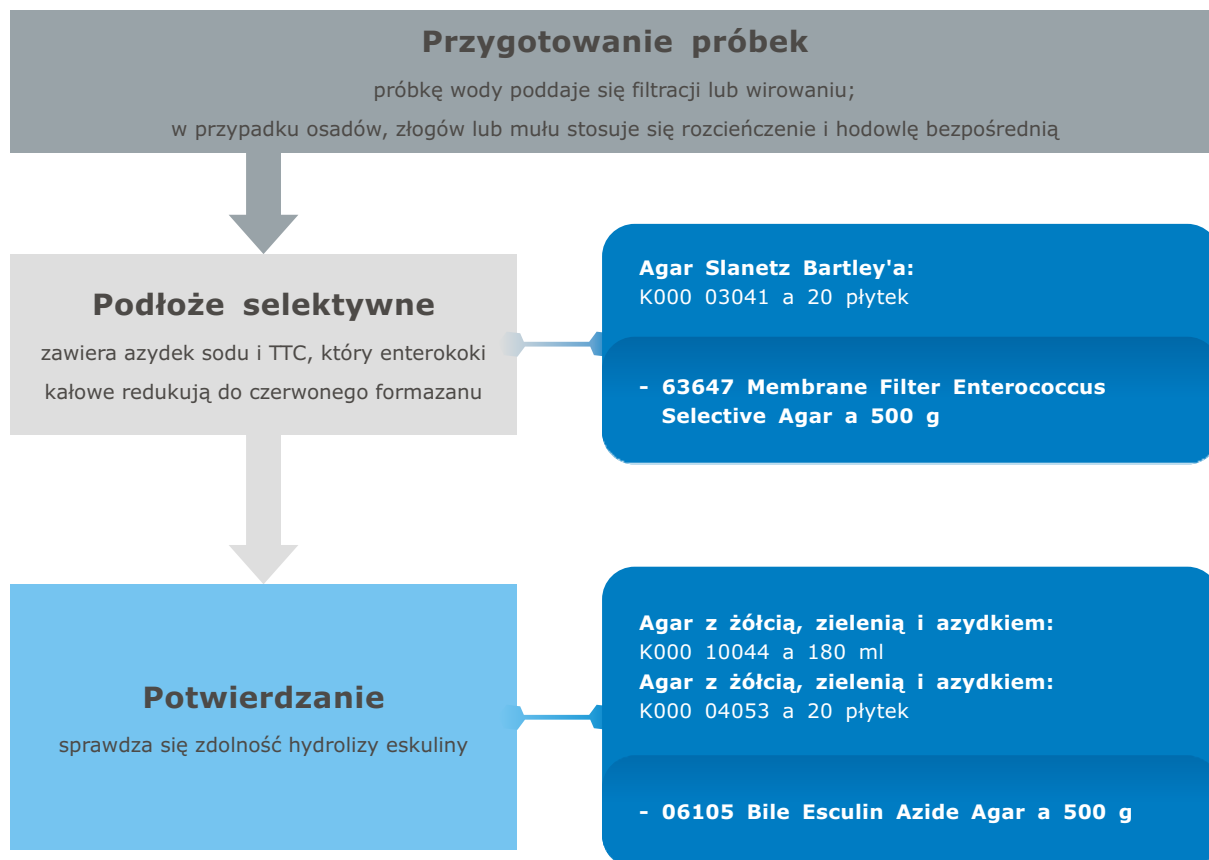 Przygotowanie próbek
próbkę wody poddaje się filtracji lub wirowaniu;
w przypadku osadów, złogów lub mułu stosuje się rozcieńczenie i hodowlę bezpośrednią
Podłoże selektywne
zawiera azydek sodu i TTC, który enterokoki
kałowe redukują do czerwonego formazanu
Agar Slanetz Bartley'a:
K000 03041 a 20 płytek
- 63647 Membrane Filter Enterococcus
Selective Agar a 500 g
Potwierdzanie
sprawdza się zdolność hydrolizy eskuliny
Agar z żółcią, zielenią i azydkiem:
K000 10044 a 180 ml
Agar z żółcią, zielenią i azydkiem:
K000 04053 a 20 płytek
- 06105 Bile Esculin Azide Agar a 500 g